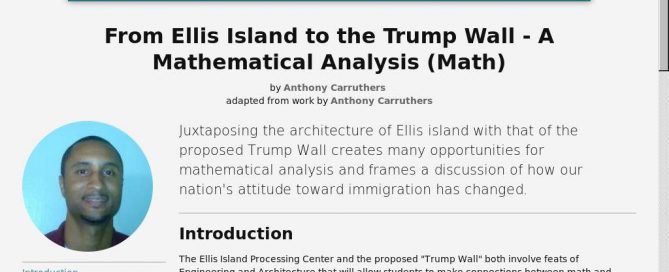 From Ellis Island to the Trump Wall - A
Mathematical Analysis (Math)
by Anthony Carruthers
adapted from work by Anthony Carruthers
Juxtaposing the architecture of Ellis island with that of the
proposed Trump Wall creates many opportunities for
mathematical analysis and frames a discussion of how our
nation's attitude toward immigration has changed.
Introduction
The Ellis Island Processing Center and the proposed "Trump Wall" both involve feats of
Engineering and Architecture that will allow students to make connections between math and
Introduction